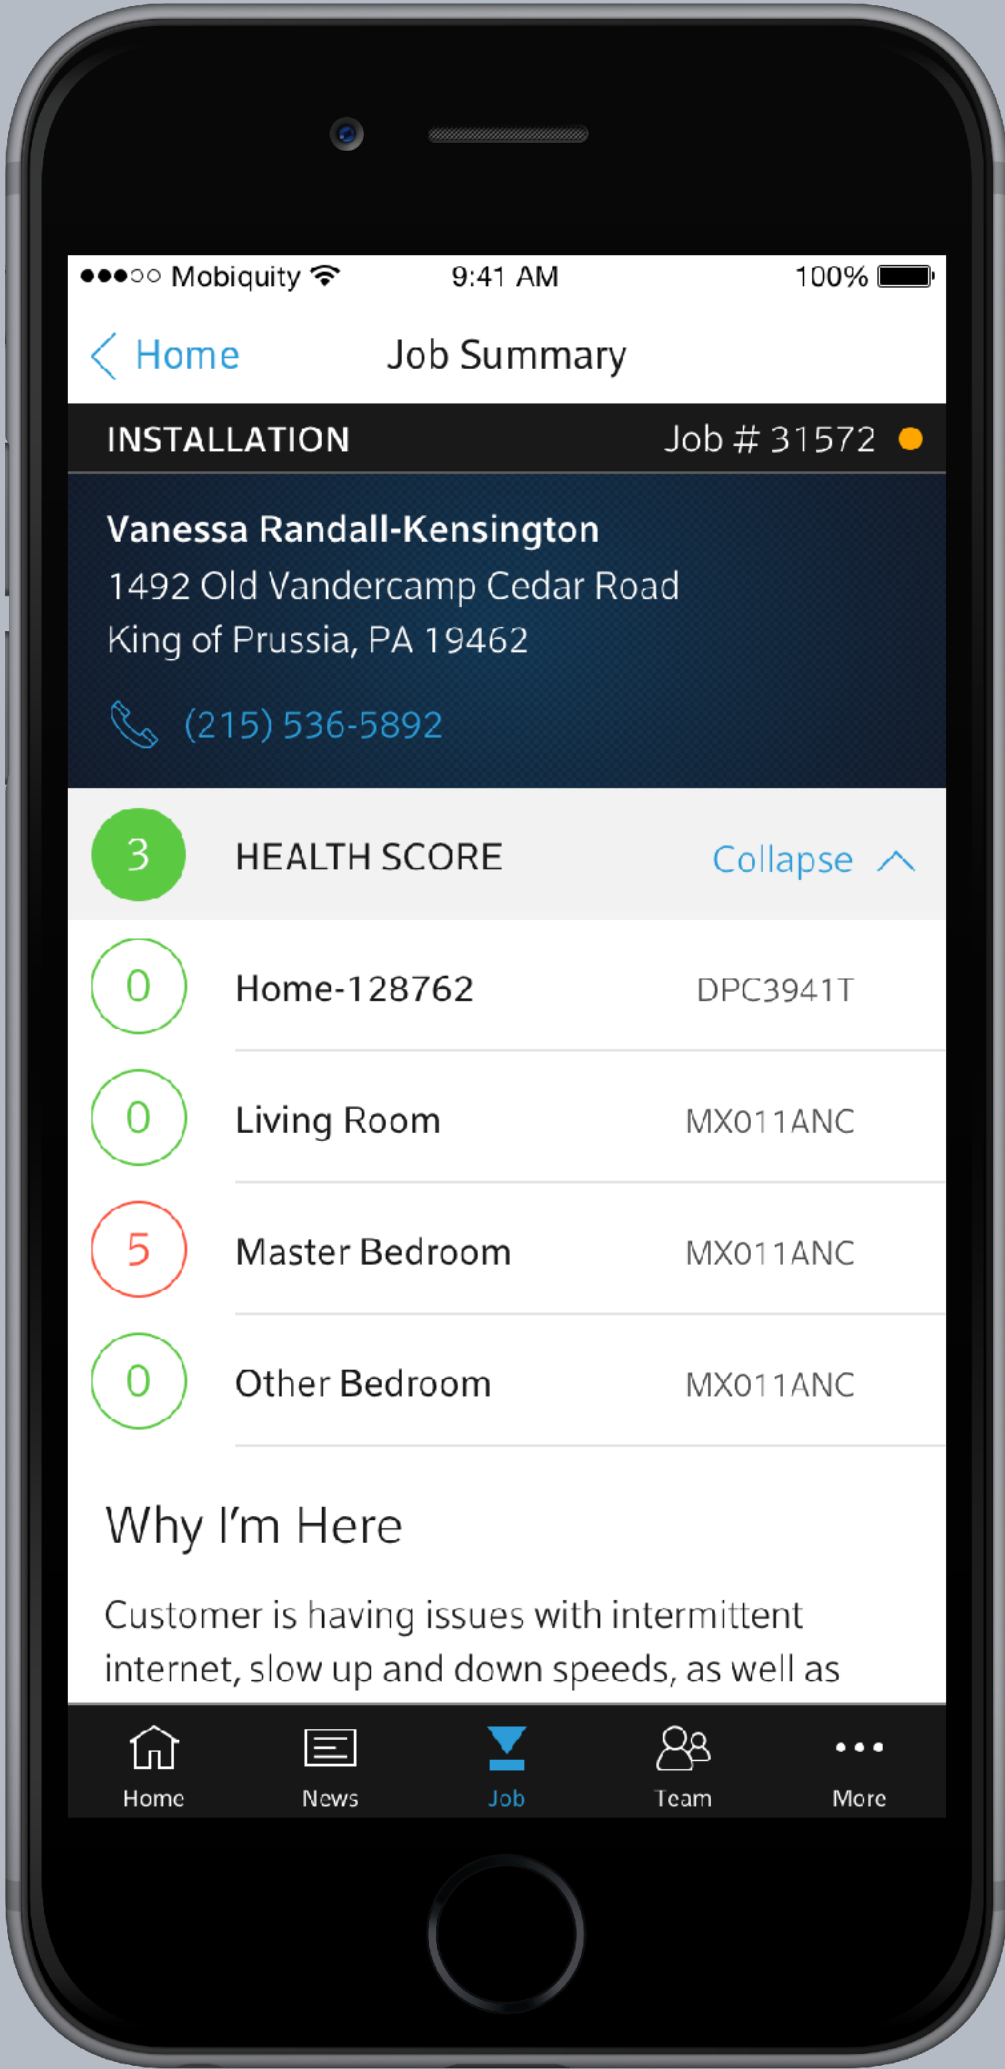 Mobiquity 9:41 AM 100%
Home Job Summary
INSTALLATION Job # 31572
Vanessa Randall-Kensington
1492 Old Vandercamp Cedar Road
King of Prussia, PA 19462
(215) 536-5892
3 HEALTH SCORE Collapse
0 Home-128762 DPC3941T
0 Living Room MX011ANC
5 Master Bedroom MX011ANC
0 Other Bedroom MX011ANC
Why I'm Here
Customer is having issues with intermittent
internet, slow up and down speeds, as well as
Home News Job Team More